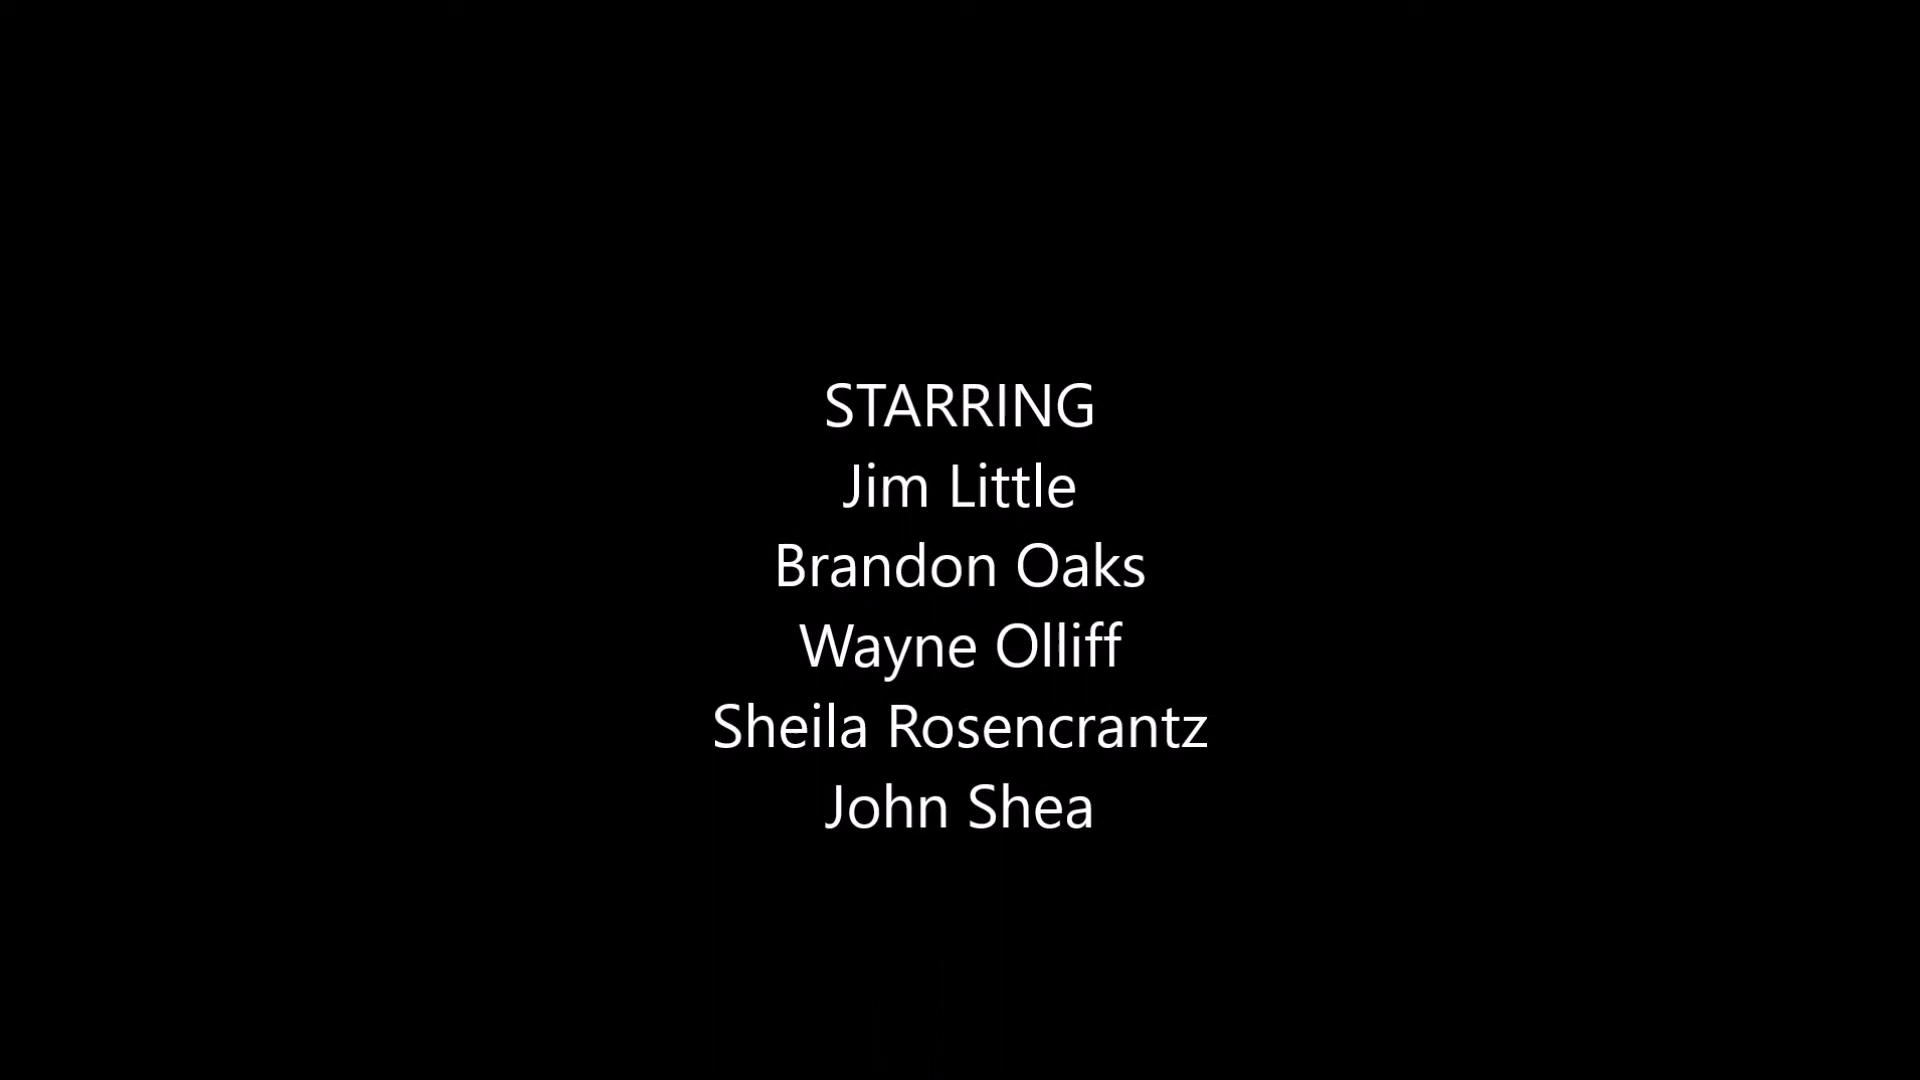 STARRING
Jim Little
Brandon Oaks
Wayne Olliff
Sheila Rosencrantz
John Shea